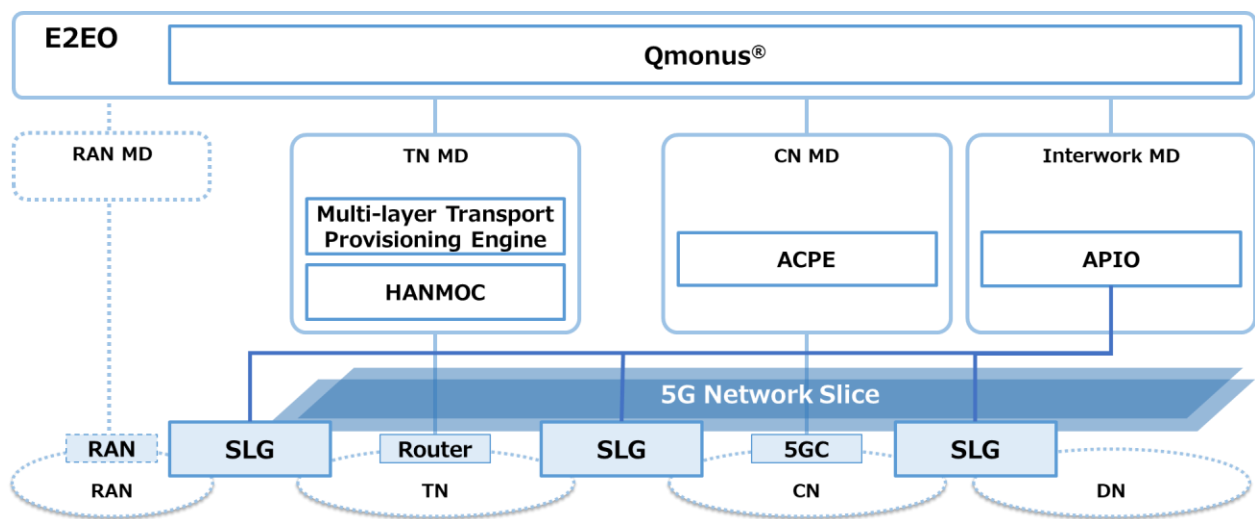 E2EO
Qmonus®
RAN MD
TN MD
CN MD
Interwork MD
Multi-layer Transport
Provisioning Engine
HANMOC
ACPE
APIO
5G Network Slice
RAN
SLG
Router
SLG
5GC
SLG
RAN
TN
CN
DN